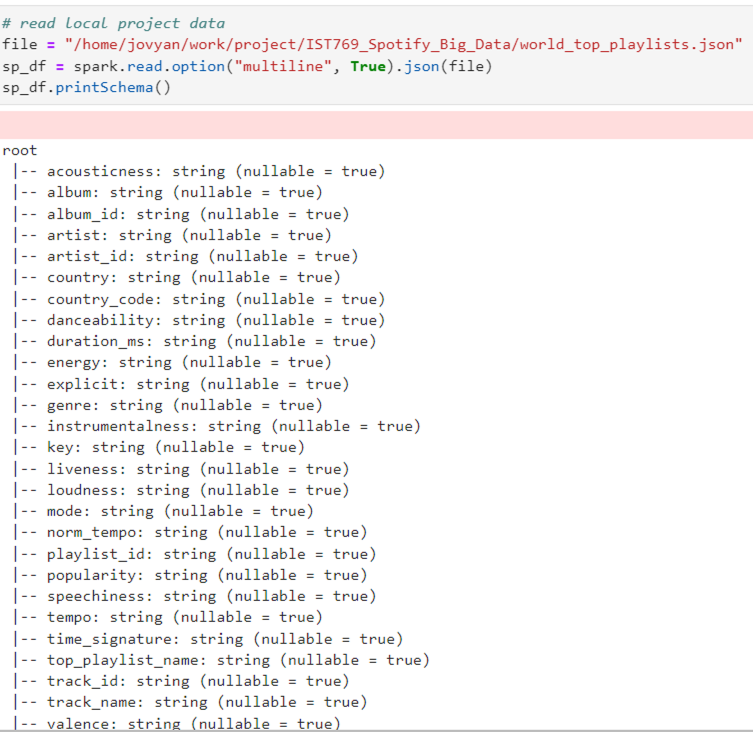 # read local project data
file = "/home/jovyan/work/project/IST769_Spotify_Big_Data/world_top_playlists.json"
sp_df = spark.read.option("multiline", True).json(file)
sp_df.printSchema()
root
 |-- acousticness: string (nullable = true)
 |-- album: string (nullable = true)
 |-- album_id: string (nullable = true)
 |-- artist: string (nullable = true)
 |-- artist_id: string (nullable = true)
 |-- country: string (nullable = true)
 |-- country_code: string (nullable = true)
 |-- danceability: string (nullable = true)
 |-- duration_ms: string (nullable = true)
 |-- energy: string (nullable = true)
 |-- explicit: string (nullable = true)
 |-- genre: string (nullable = true)
 |-- instrumentalness: string (nullable = true)
 |-- key: string (nullable = true)
 |-- liveness: string (nullable = true)
 |-- loudness: string (nullable = true)
 |-- mode: string (nullable = true)
 |-- norm_tempo: string (nullable = true)
 |-- playlist_id: string (nullable = true)
 |-- popularity: string (nullable = true)
 |-- speechiness: string (nullable = true)
 |-- tempo: string (nullable = true)
 |-- time_signature: string (nullable = true)
 |-- top_playlist_name: string (nullable = true)
 |-- track_id: string (nullable = true)
 |-- track_name: string (nullable = true)
 |-- valence: string (nullable = true)